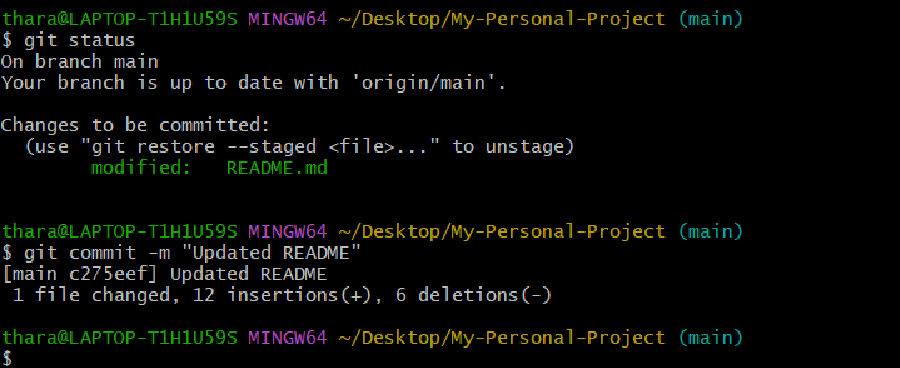 thara@LAPTOP-T1H1U59S MINGW64 ~/Desktop/My-Personal-Project (main)
$ git status
On branch main
Your branch is up to date with 'origin/main'.
Changes to be committed:
  (use "git restore --staged <file>..." to unstage)
        modified:   README.md
thara@LAPTOP-T1H1U59S MINGW64 ~/Desktop/My-Personal-Project (main)
$ git commit -m "Updated README"
[main c275eef] Updated README
 1 file changed, 12 insertions(+), 6 deletions(-)
thara@LAPTOP-T1H1U59S MINGW64 ~/Desktop/My-Personal-Project (main)
$